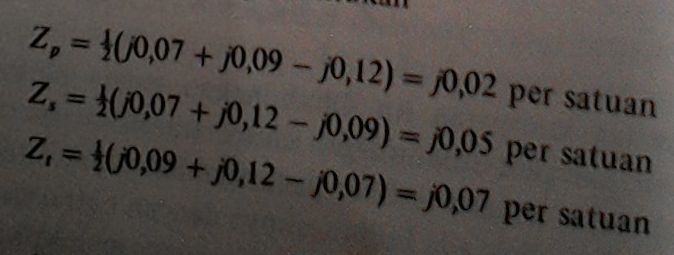 Z_p = ½(j0,07 + j0,09 − j0,12) = j0,02 per satuan
Z_s = ½(j0,07 + j0,12 − j0,09) = j0,05 per satuan
Z_t = ½(j0,09 + j0,12 − j0,07) = j0,07 per satuan